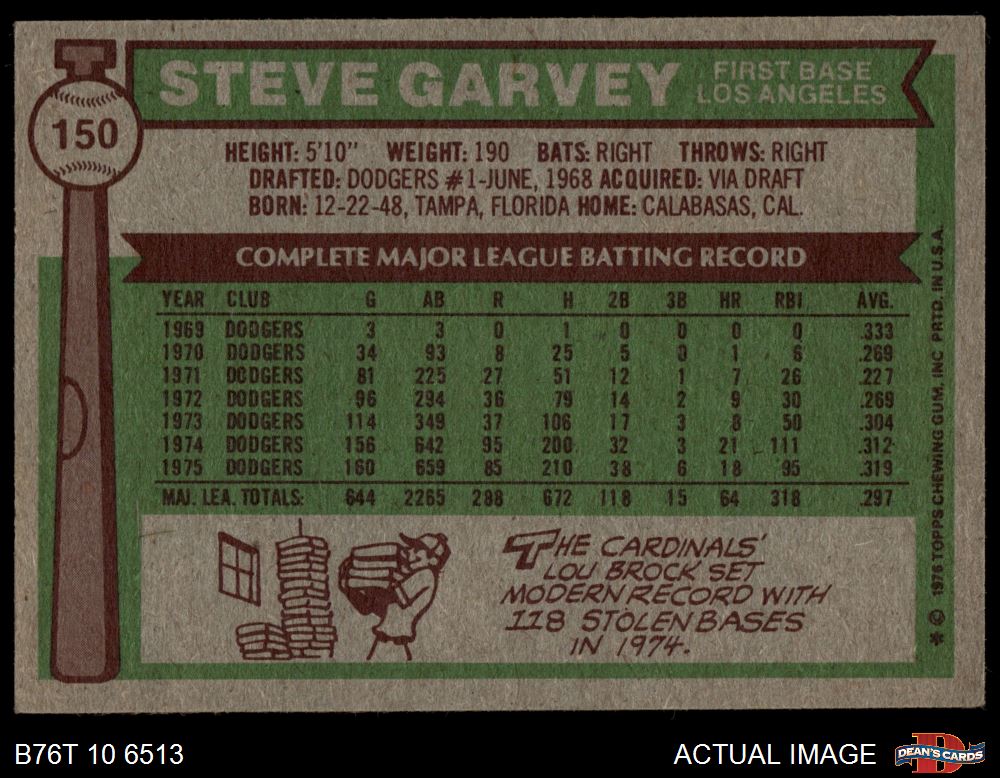 150
STEVE GARVEY
FIRST BASE
LOS ANGELES
HEIGHT: 5'10" WEIGHT: 190 BATS: RIGHT THROWS: RIGHT
DRAFTED: DODGERS #1-JUNE, 1968 ACQUIRED: VIA DRAFT
BORN: 12-22-48, TAMPA, FLORIDA HOME: CALABASAS, CAL.
COMPLETE MAJOR LEAGUE BATTING RECORD
YEAR CLUB G AB R H 2B 3B HR RBI AVG.
1969 DODGERS 3 3 0 1 0 0 0 0 .333
1970 DODGERS 34 93 8 25 5 0 1 6 .269
1971 DODGERS 81 225 27 51 12 1 7 26 .227
1972 DODGERS 96 294 36 79 14 2 9 30 .269
1973 DODGERS 114 349 37 106 17 3 8 50 .304
1974 DODGERS 156 642 95 200 32 3 21 111 .312
1975 DODGERS 160 659 85 210 38 6 18 95 .319
MAJ. LEA. TOTALS: 644 2265 288 672 118 15 64 318 .297
THE CARDINALS'
LOU BROCK SET
MODERN RECORD WITH
118 STOLEN BASES
IN 1974.
* © 1976 TOPPS CHEWING GUM, INC PRTD. IN U.S.A.
B76T 10 6513
ACTUAL IMAGE
DEAN'S CARDS